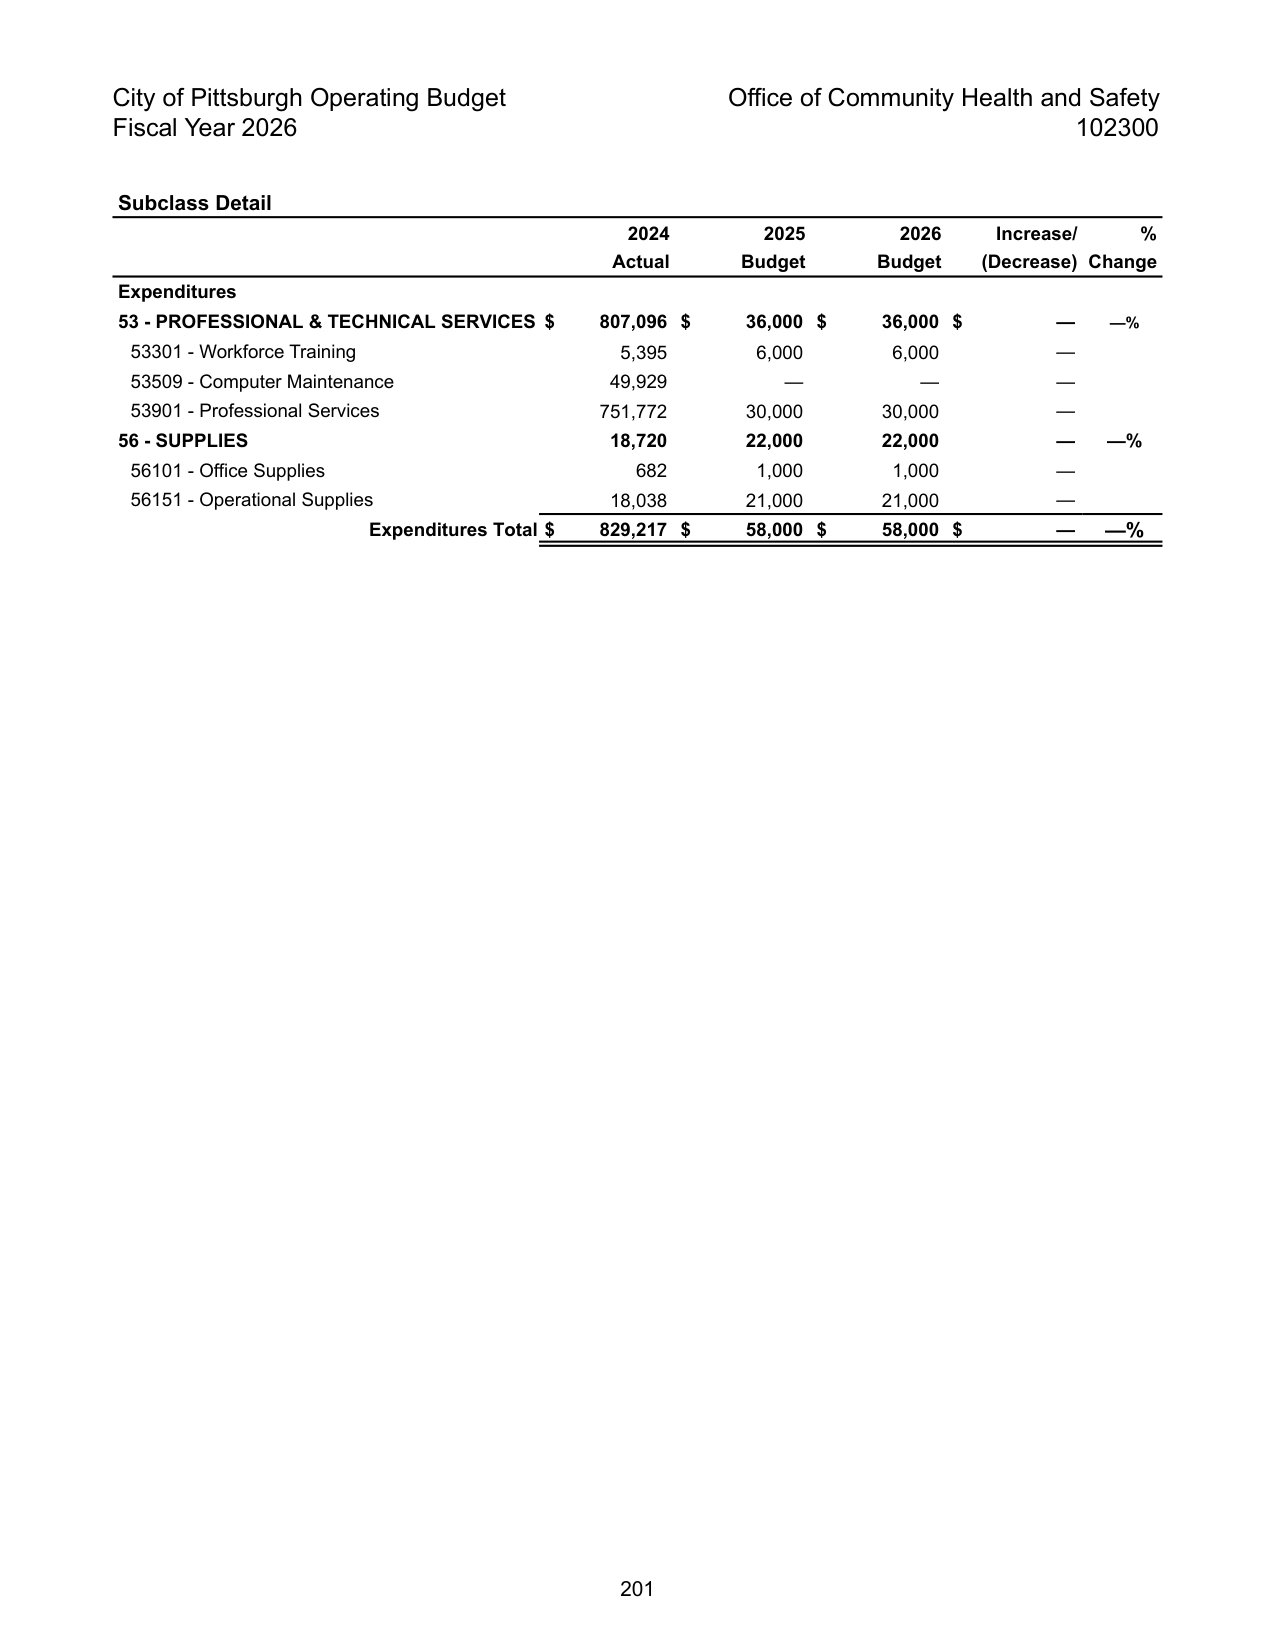 City of Pittsburgh Operating Budget Office of Community Health and Safety
Fiscal Year 2026 102300
Subclass Detail
2024 2025 2026 Increase/ %
Actual Budget Budget (Decrease) Change
Expenditures
53 - PROFESSIONAL & TECHNICAL SERVICES $ 807,096 $ 36,000 $ 36,000 $ — —%
53301 - Workforce Training 5,395 6,000 6,000 —
53509 - Computer Maintenance 49,929 — — —
53901 - Professional Services 751,772 30,000 30,000 —
56 - SUPPLIES 18,720 22,000 22,000 — —%
56101 - Office Supplies 682 1,000 1,000 —
56151 - Operational Supplies 18,038 21,000 21,000 —
Expenditures Total $ 829,217 $ 58,000 $ 58,000 $ — —%
201